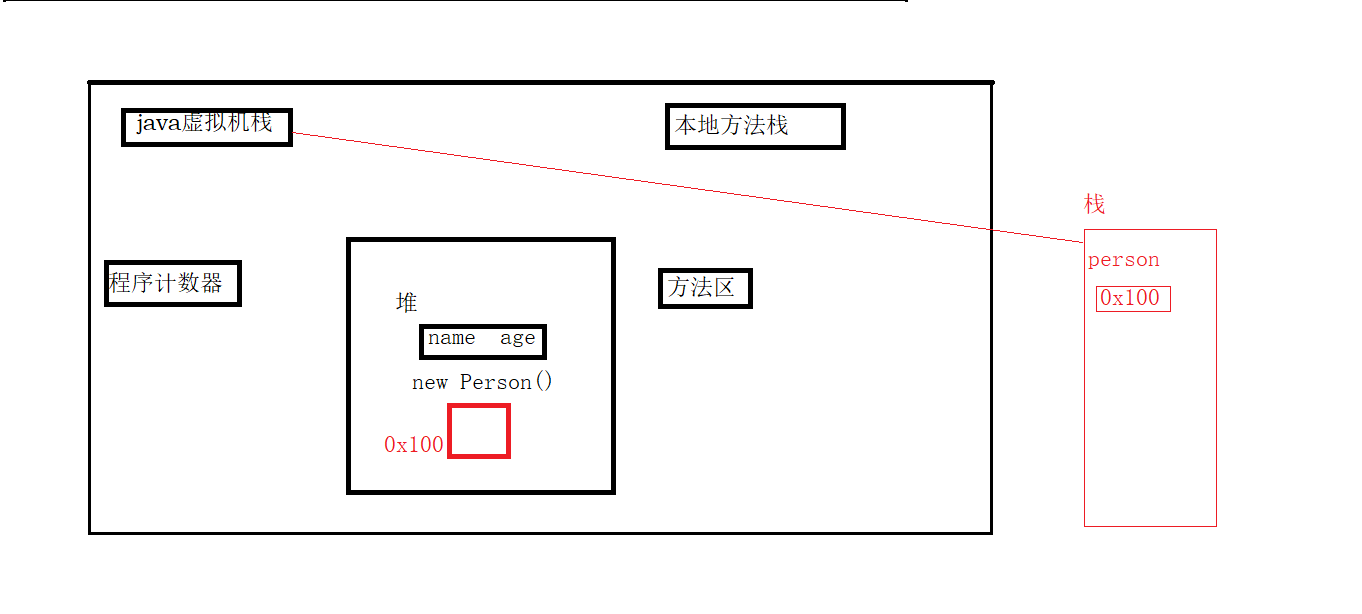 java虚拟机栈
本地方法栈
栈
person
0x100
程序计数器
堆
name age
new Person()
0x100
方法区